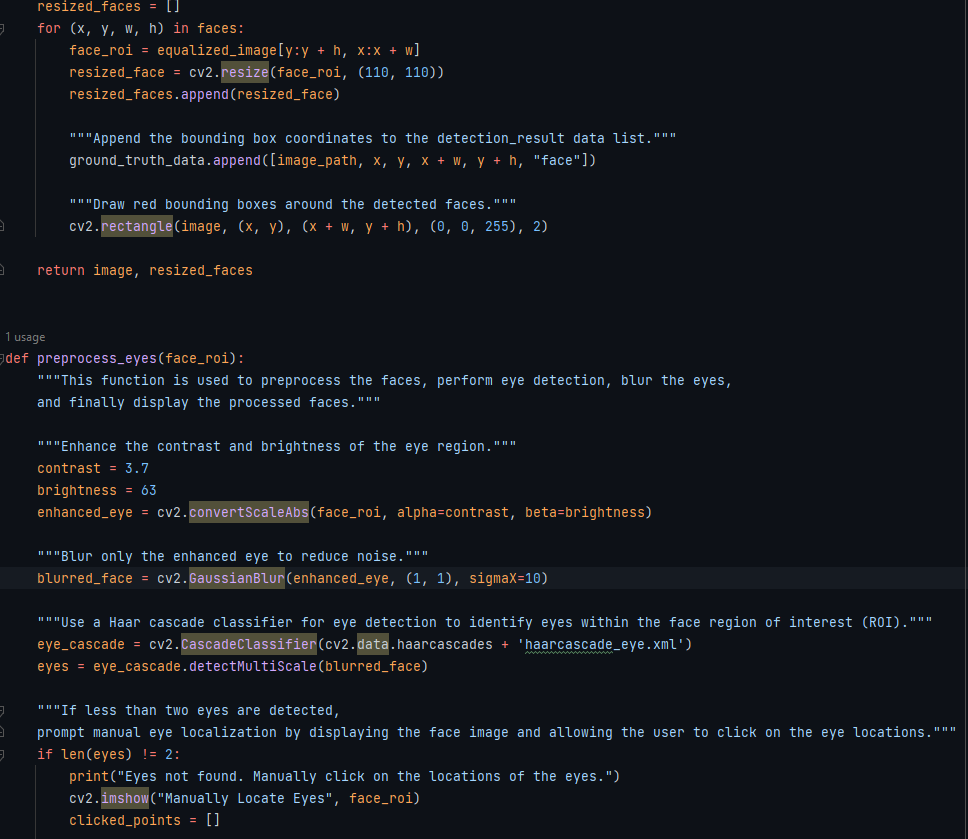 resized_faces = []
for (x, y, w, h) in faces:
face_roi = equalized_image[y:y + h, x:x + w]
resized_face = cv2.resize(face_roi, (110, 110))
resized_faces.append(resized_face)
"""Append the bounding box coordinates to the detection_result data list."""
ground_truth_data.append([image_path, x, y, x + w, y + h, "face"])
"""Draw red bounding boxes around the detected faces."""
cv2.rectangle(image, (x, y), (x + w, y + h), (0, 0, 255), 2)
return image, resized_faces
1 usage
def preprocess_eyes(face_roi):
"""This function is used to preprocess the faces, perform eye detection, blur the eyes,
and finally display the processed faces."""
"""Enhance the contrast and brightness of the eye region."""
contrast = 3.7
brightness = 63
enhanced_eye = cv2.convertScaleAbs(face_roi, alpha=contrast, beta=brightness)
"""Blur only the enhanced eye to reduce noise."""
blurred_face = cv2.GaussianBlur(enhanced_eye, (1, 1), sigmaX=10)
"""Use a Haar cascade classifier for eye detection to identify eyes within the face region of interest (ROI)."""
eye_cascade = cv2.CascadeClassifier(cv2.data.haarcascades + 'haarcascade_eye.xml')
eyes = eye_cascade.detectMultiScale(blurred_face)
"""If less than two eyes are detected,
prompt manual eye localization by displaying the face image and allowing the user to click on the eye locations."""
if len(eyes) != 2:
print("Eyes not found. Manually click on the locations of the eyes.")
cv2.imshow("Manually Locate Eyes", face_roi)
clicked_points = []